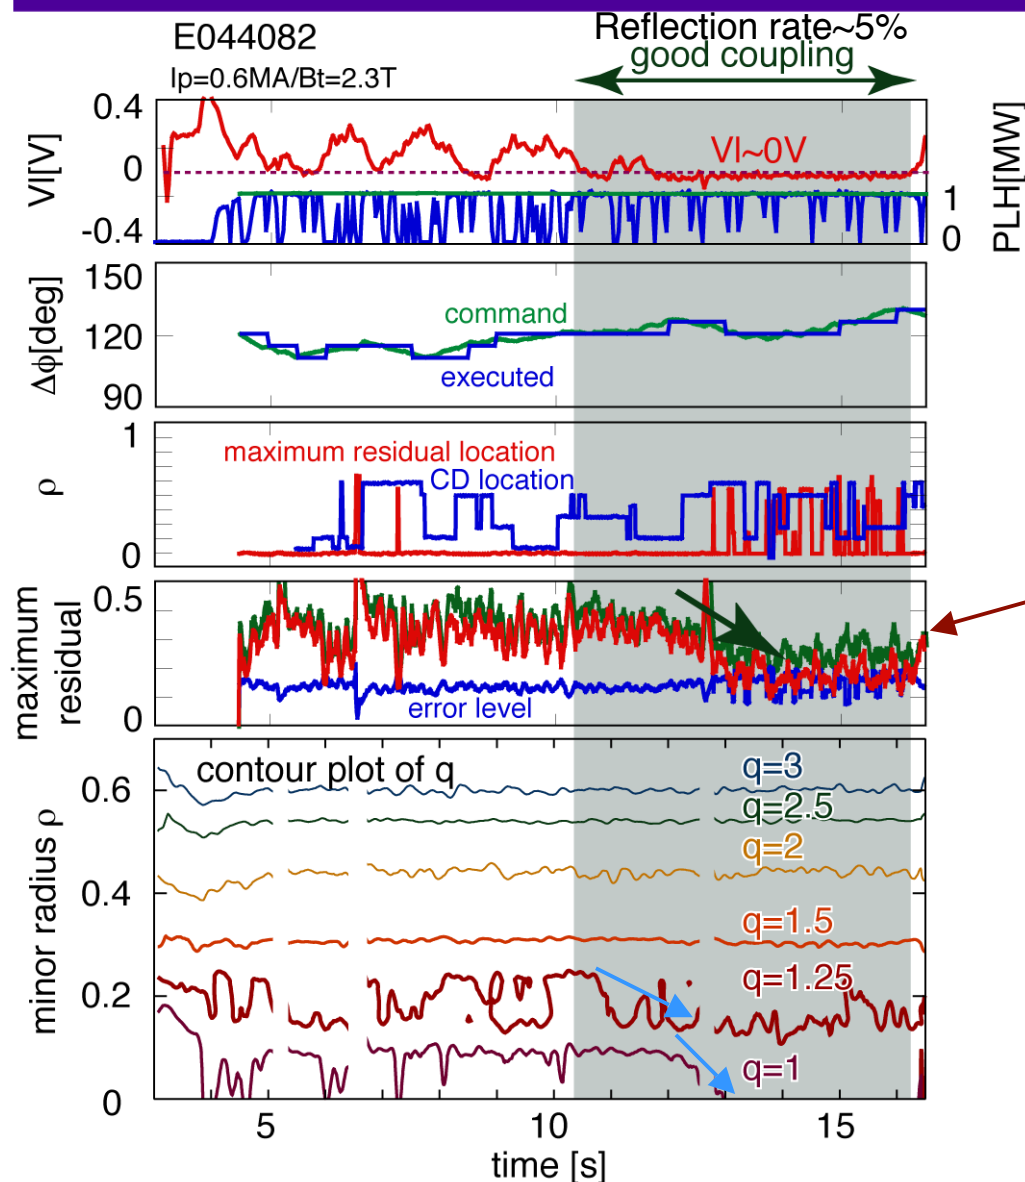 E044082
Reflection rate~5%
Ip=0.6MA/Bt=2.3T
good coupling
0.4
0
-0.4
Vl[V]
Vl~0V
1
0
PLH[MW]
150
120
90
Δϕ[deg]
command
executed
1
0
ρ
maximum residual location
CD location
0.5
0
maximum
residual
error level
contour plot of q
0.6
0.4
0.2
0
minor radius ρ
q=3
q=2.5
q=2
q=1.5
q=1.25
q=1
5
10
15
time [s]